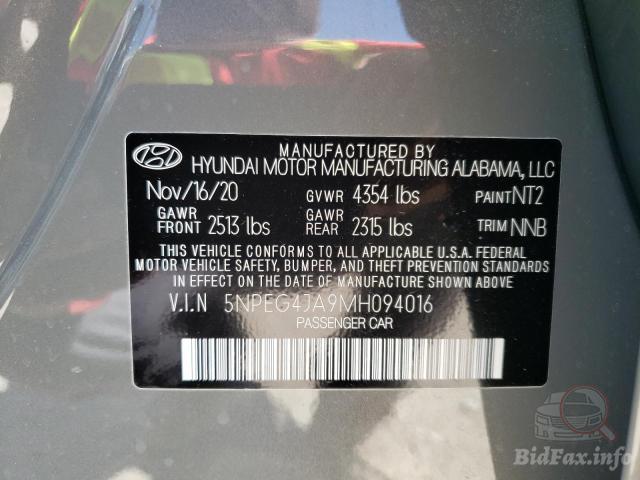 MANUFACTURED BY
HYUNDAI MOTOR MANUFACTURING ALABAMA, LLC
Nov/16/20 GVWR 4354 lbs PAINT NT2
GAWR FRONT 2513 lbs GAWR REAR 2315 lbs TRIM NNB
THIS VEHICLE CONFORMS TO ALL APPLICABLE U.S.A. FEDERAL
MOTOR VEHICLE SAFETY, BUMPER, AND THEFT PREVENTION STANDARDS
IN EFFECT ON THE DATE OF MANUFACTURE SHOWN ABOVE
V.I.N 5NPEG4JA9MH094016
PASSENGER CAR
BidFax.info